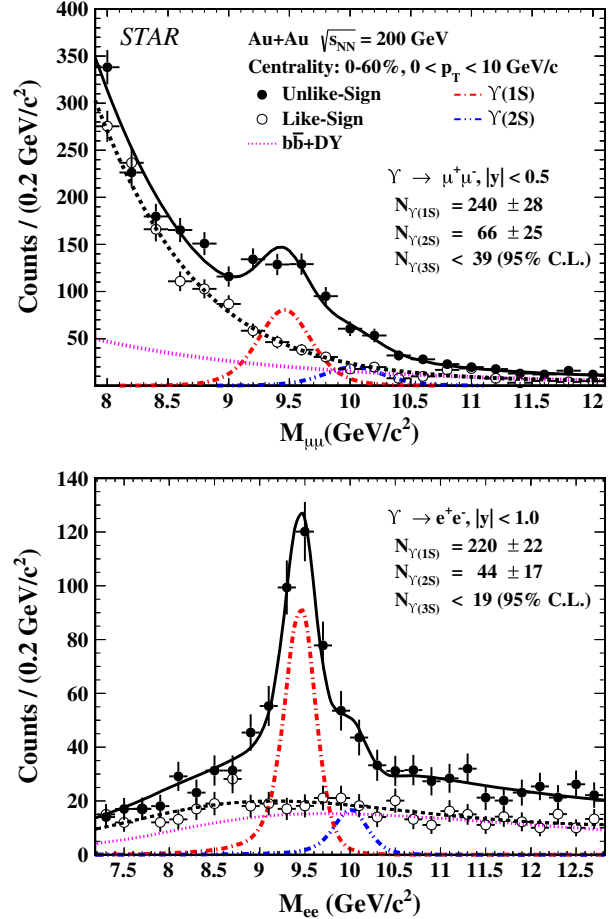 STAR
Au+Au √s_NN = 200 GeV
Centrality: 0-60%, 0 < p_T < 10 GeV/c
Unlike-Sign
ϒ(1S)
Like-Sign
ϒ(2S)
bb̄+DY
ϒ → μ⁺μ⁻, |y| < 0.5
N_ϒ(1S) = 240 ± 28
N_ϒ(2S) = 66 ± 25
N_ϒ(3S) < 39 (95% C.L.)
Counts / (0.2 GeV/c²)
400
350
300
250
200
150
100
50
8 8.5 9 9.5 10 10.5 11 11.5 12
M_μμ(GeV/c²)
ϒ → e⁺e⁻, |y| < 1.0
N_ϒ(1S) = 220 ± 22
N_ϒ(2S) = 44 ± 17
N_ϒ(3S) < 19 (95% C.L.)
Counts / (0.2 GeV/c²)
140
120
100
80
60
40
20
0
7.5 8 8.5 9 9.5 10 10.5 11 11.5 12 12.5
M_ee (GeV/c²)